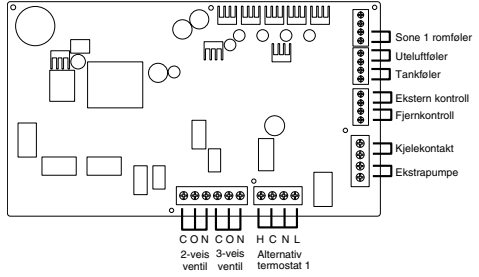 Sone 1 romføler
Uteluftføler
Tankføler
Ekstern kontroll
Fjernkontroll
Kjelekontakt
Ekstrapumpe
C O N C O N H C N L
2-veis ventil
3-veis ventil
Alternativ termostat 1